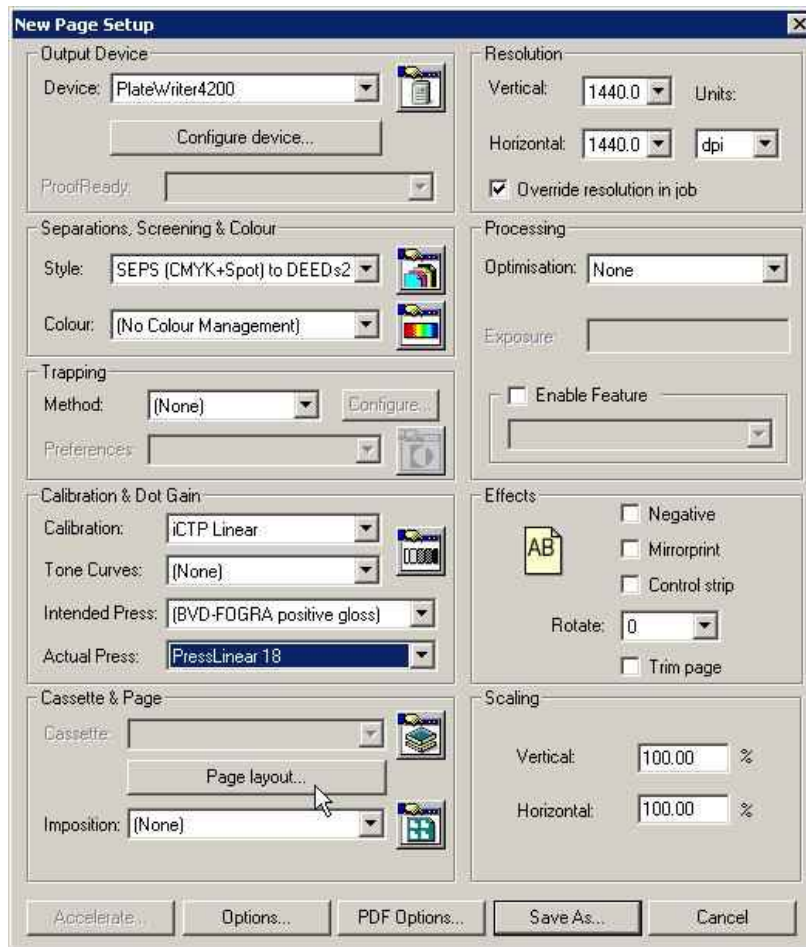 New Page Setup
Output Device
Device: PlateWriter4200
Configure device...
ProofReady:
Resolution
Vertical: 1440.0 Units:
Horizontal: 1440.0 dpi
Override resolution in job
Separations, Screening & Colour
Style: SEPS (CMYK+Spot) to DEEDs2
Colour: (No Colour Management)
Processing
Optimisation: None
Exposure:
Enable Feature
Trapping
Method: (None) Configure...
Preferences:
Calibration & Dot Gain
Calibration: iCTP Linear
Tone Curves: (None)
Intended Press: (BVD-FOGRA positive gloss)
Actual Press: PressLinear 18
Effects
AB
Negative
Mirrorprint
Control strip
Rotate: 0
Trim page
Cassette & Page
Cassette:
Page layout...
Imposition: (None)
Scaling
Vertical: 100.00 %
Horizontal: 100.00 %
Accelerate... Options... PDF Options... Save As... Cancel